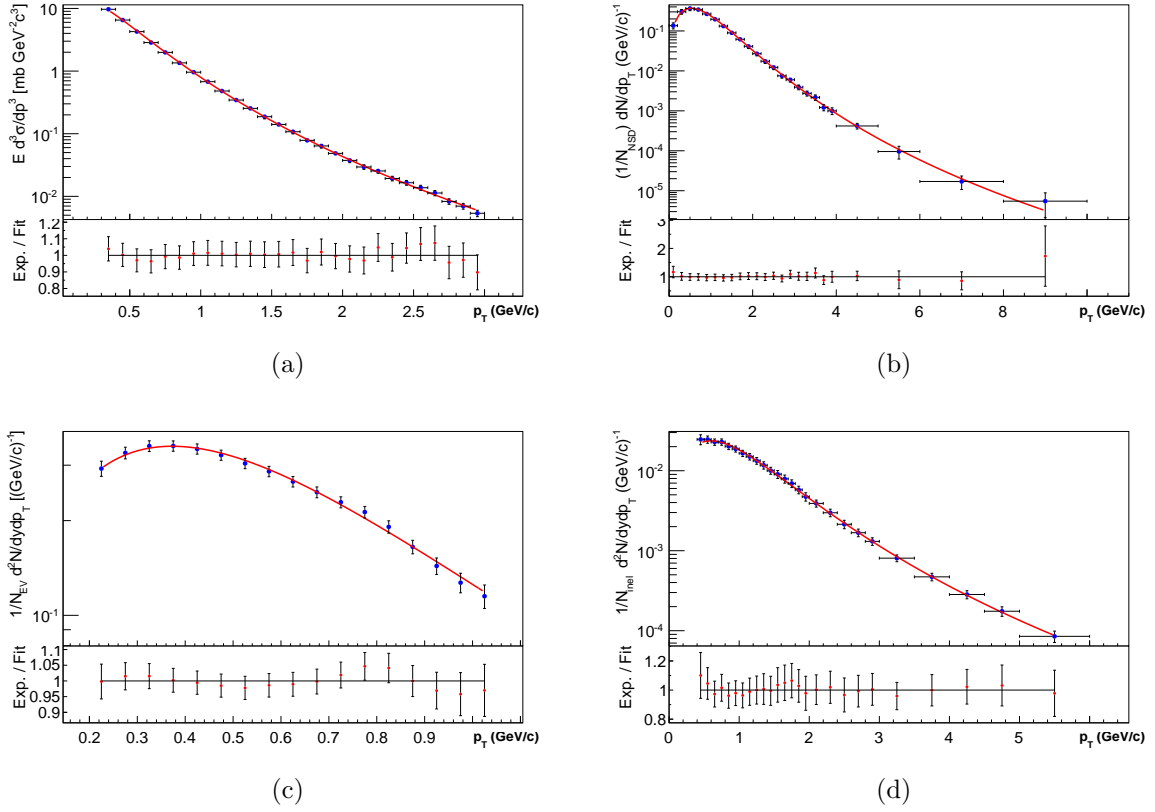 E d³σ/dp³ [mb GeV⁻²c³]
10
1
10⁻¹
10⁻²
Exp. / Fit
1.2
1.1
1
0.9
0.8
0.5 1 1.5 2 2.5
p_T (GeV/c)
(a)
(1/N_NSD) dN/dp_T (GeV/c)⁻¹
10⁻¹
10⁻²
10⁻³
10⁻⁴
10⁻⁵
Exp. / Fit
3
2
1
0 2 4 6 8
p_T (GeV/c)
(b)
1/N_EV d²N/dydp_T [(GeV/c)⁻¹]
10⁻¹
Exp. / Fit
1.1
1.05
1
0.95
0.9
0.2 0.3 0.4 0.5 0.6 0.7 0.8 0.9
p_T (GeV/c)
(c)
1/N_inel d²N/dydp_T (GeV/c)⁻¹
10⁻²
10⁻³
10⁻⁴
Exp. / Fit
1.2
1
0.8
0 1 2 3 4 5
p_T (GeV/c)
(d)